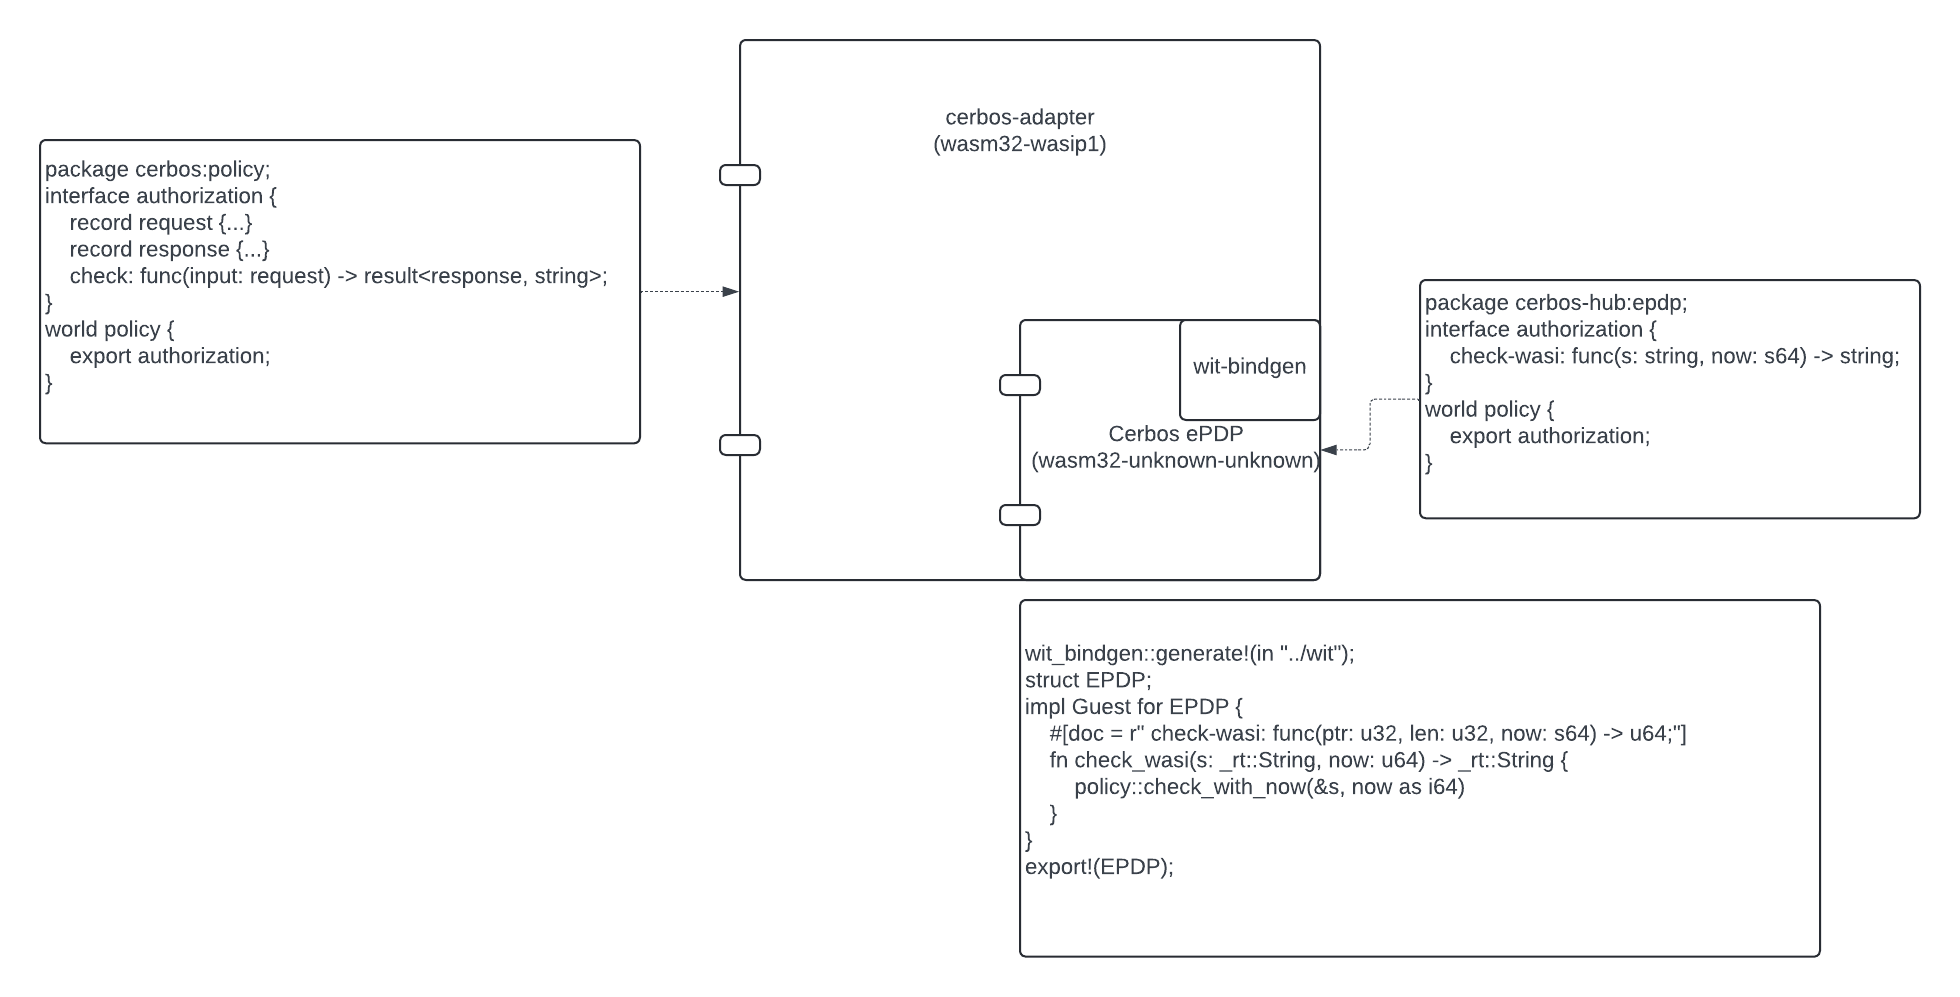 cerbos-adapter
(wasm32-wasip1)
package cerbos:policy;
interface authorization {
    record request {...}
    record response {...}
    check: func(input: request) -> result<response, string>;
}
world policy {
    export authorization;
}
wit-bindgen
Cerbos ePDP
(wasm32-unknown-unknown)
package cerbos-hub:epdp;
interface authorization {
    check-wasi: func(s: string, now: s64) -> string;
}
world policy {
    export authorization;
}
wit_bindgen::generate!(in "../wit");
struct EPDP;
impl Guest for EPDP {
    #[doc = r" check-wasi: func(ptr: u32, len: u32, now: s64) -> u64;"]
    fn check_wasi(s: _rt::String, now: u64) -> _rt::String {
        policy::check_with_now(&s, now as i64)
    }
}
export!(EPDP);